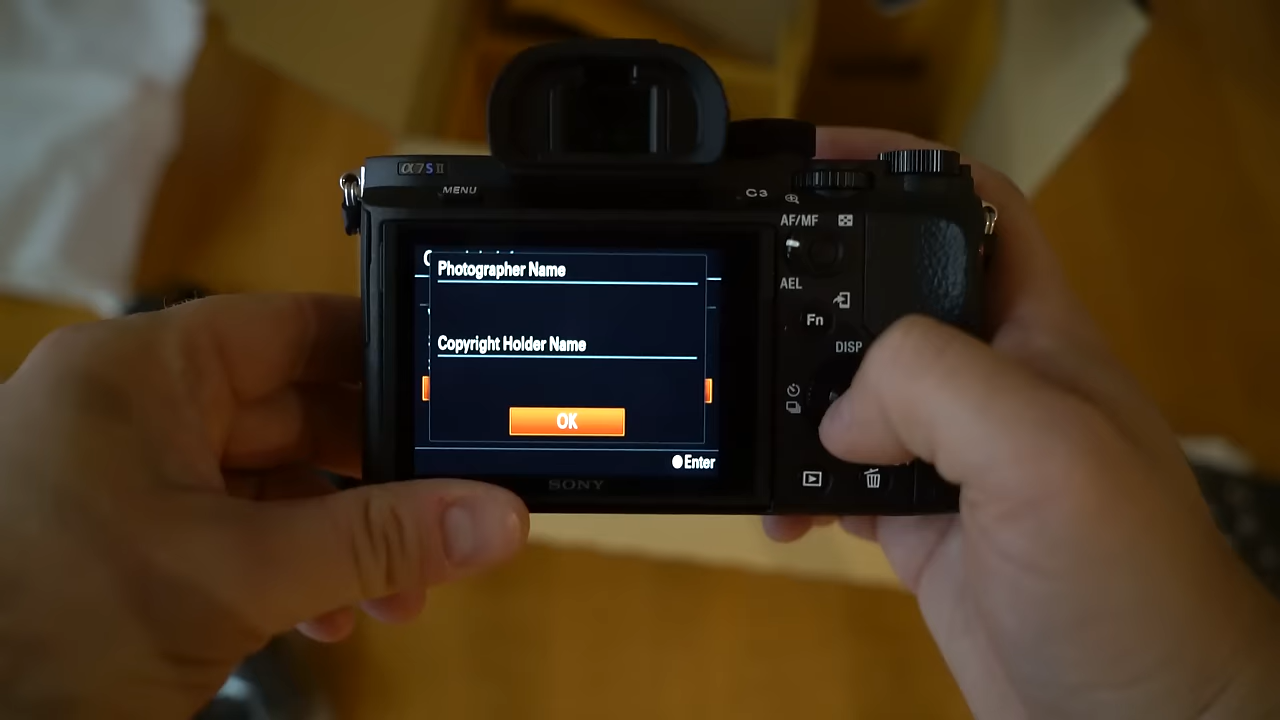 α7SII
MENU
C3
AF/MF
AEL
Fn
DISP
Photographer Name
Copyright Holder Name
OK
Enter
SONY